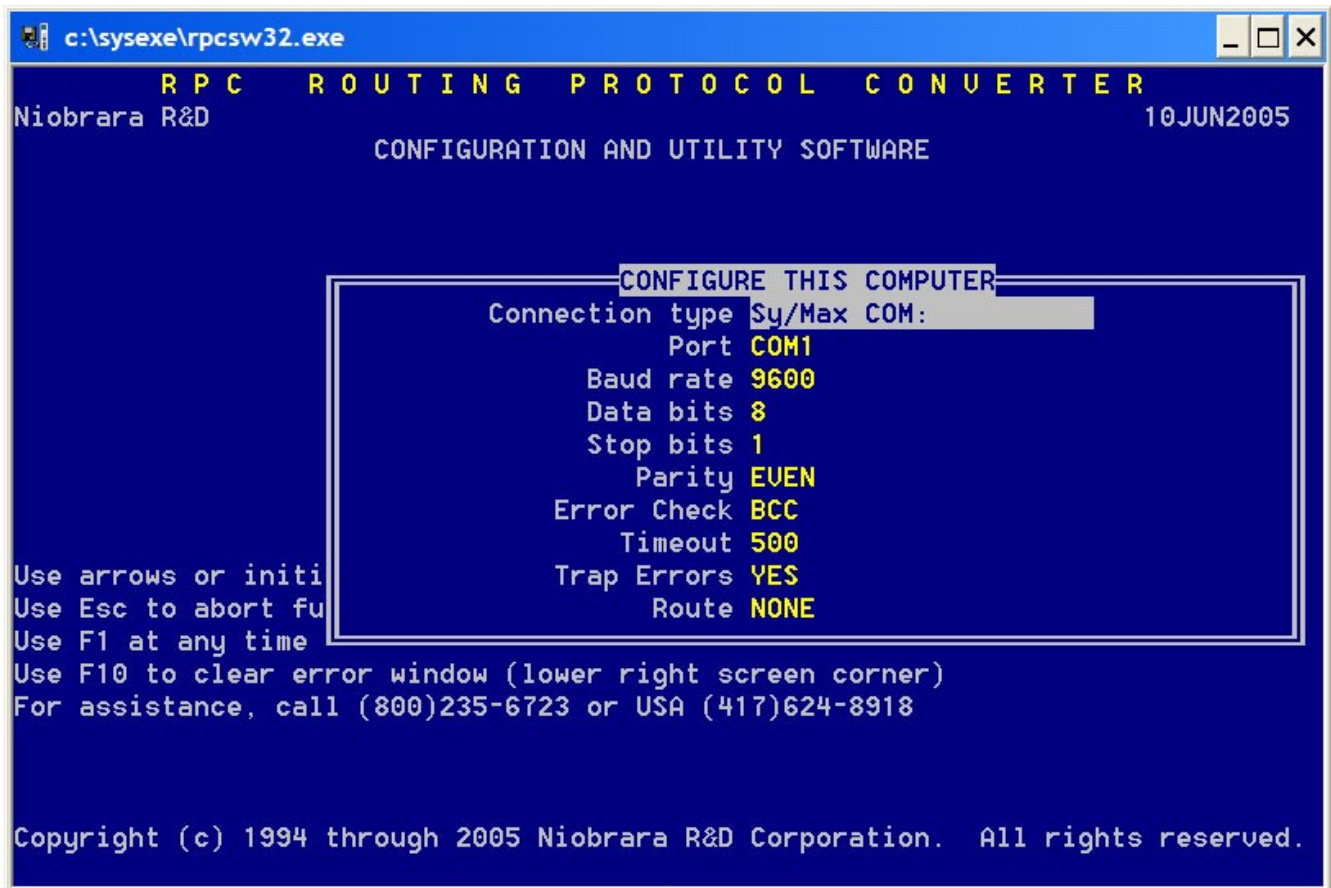 c:\sysexe\rpcsw32.exe
RPC ROUTING PROTOCOL CONVERTER
Niobrara R&D 10JUN2005
CONFIGURATION AND UTILITY SOFTWARE
CONFIGURE THIS COMPUTER
Connection type Sy/Max COM:
Port COM1
Baud rate 9600
Data bits 8
Stop bits 1
Parity EVEN
Error Check BCC
Timeout 500
Use arrows or initi Trap Errors YES
Use Esc to abort fu Route NONE
Use F1 at any time
Use F10 to clear error window (lower right screen corner)
For assistance, call (800)235-6723 or USA (417)624-8918
Copyright (c) 1994 through 2005 Niobrara R&D Corporation. All rights reserved.